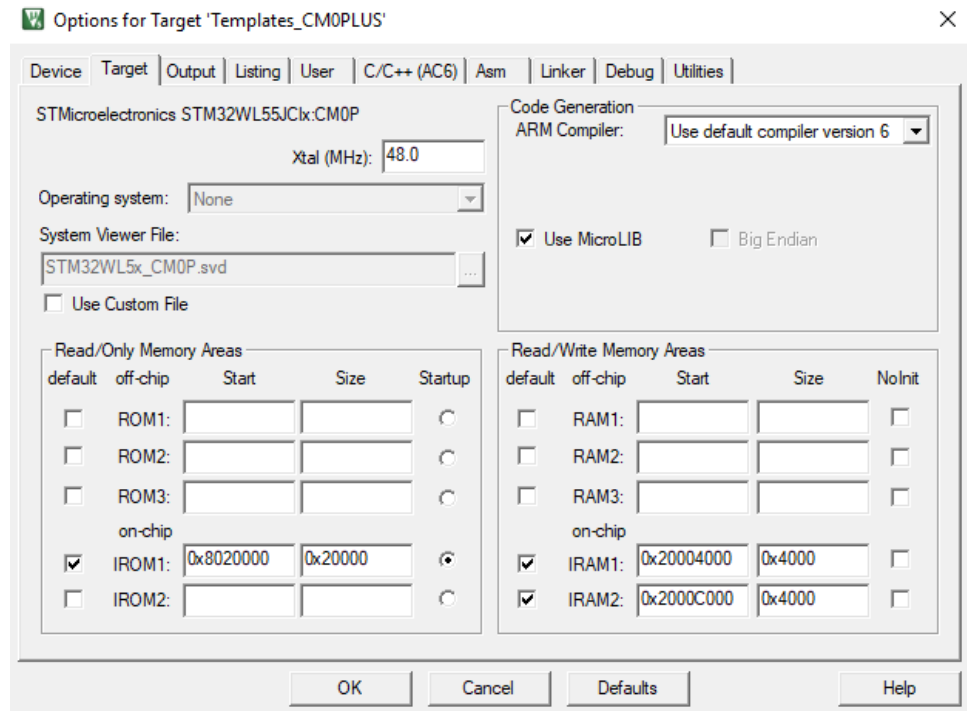 Options for Target 'Templates_CM0PLUS'
Device Target Output Listing User C/C++ (AC6) Asm Linker Debug Utilities
STMicroelectronics STM32WL55JCIx:CM0P
Xtal (MHz): 48.0
Operating system: None
System Viewer File:
STM32WL5x_CM0P.svd ...
Use Custom File
Code Generation
ARM Compiler: Use default compiler version 6
Use MicroLIB Big Endian
Read/Only Memory Areas
default off-chip Start Size Startup
ROM1:
ROM2:
ROM3:
on-chip
IROM1: 0x8020000 0x20000
IROM2:
Read/Write Memory Areas
default off-chip Start Size NoInit
RAM1:
RAM2:
RAM3:
on-chip
IRAM1: 0x20004000 0x4000
IRAM2: 0x2000C000 0x4000
OK Cancel Defaults Help